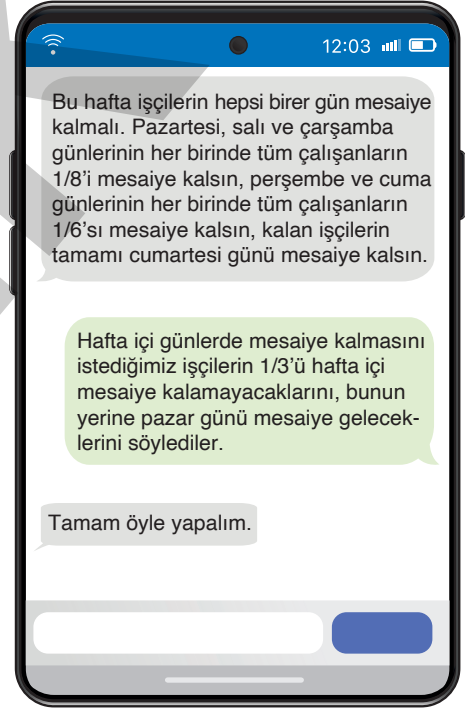 12:03
Bu hafta işçilerin hepsi birer gün mesaiye
kalmalı. Pazartesi, salı ve çarşamba
günlerinin her birinde tüm çalışanların
1/8'i mesaiye kalsın, perşembe ve cuma
günlerinin her birinde tüm çalışanların
1/6'sı mesaiye kalsın, kalan işçilerin
tamamı cumartesi günü mesaiye kalsın.
Hafta içi günlerde mesaiye kalmasını
istediğimiz işçilerin 1/3'ü hafta içi
mesaiye kalamayacaklarını, bunun
yerine pazar günü mesaiye gelecek-
lerini söylediler.
Tamam öyle yapalım.